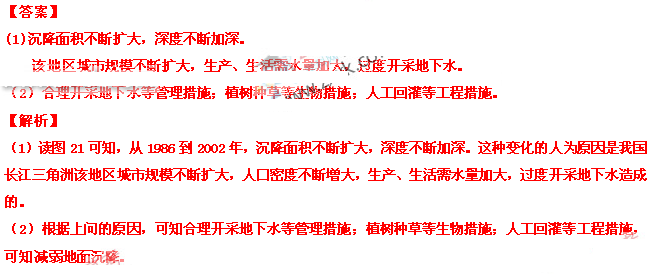 【答案】
(1)沉降面积不断扩大，深度不断加深。
该地区城市规模不断扩大，生产、生活需水量加大，过度开采地下水。
（2）合理开采地下水等管理措施；植树种草等生物措施；人工回灌等工程措施。
【解析】
（1）读图 21 可知，从 1986 到 2002 年，沉降面积不断扩大，深度不断加深。这种变化的人为原因是我国
长江三角洲该地区城市规模不断扩大，人口密度不断增大，生产、生活需水量加大，过度开采地下水造成
的。
（2）根据上问的原因，可知合理开采地下水等管理措施；植树种草等生物措施；人工回灌等工程措施，
可知减弱地面沉降。